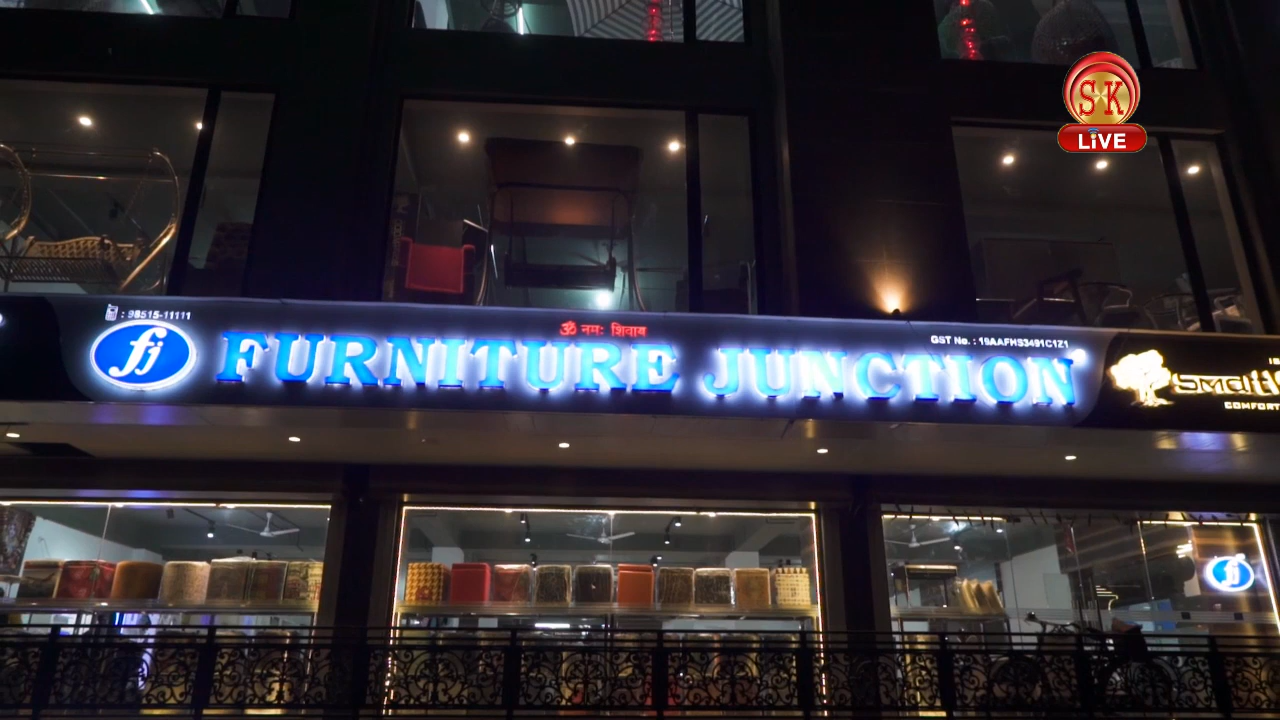 SK
LiVE
: 98515-11111
ॐ नमः शिवाय
GST No. : 19AAFHS3491C1Z1
fj FURNITURE JUNCTION
COMFORT
fj